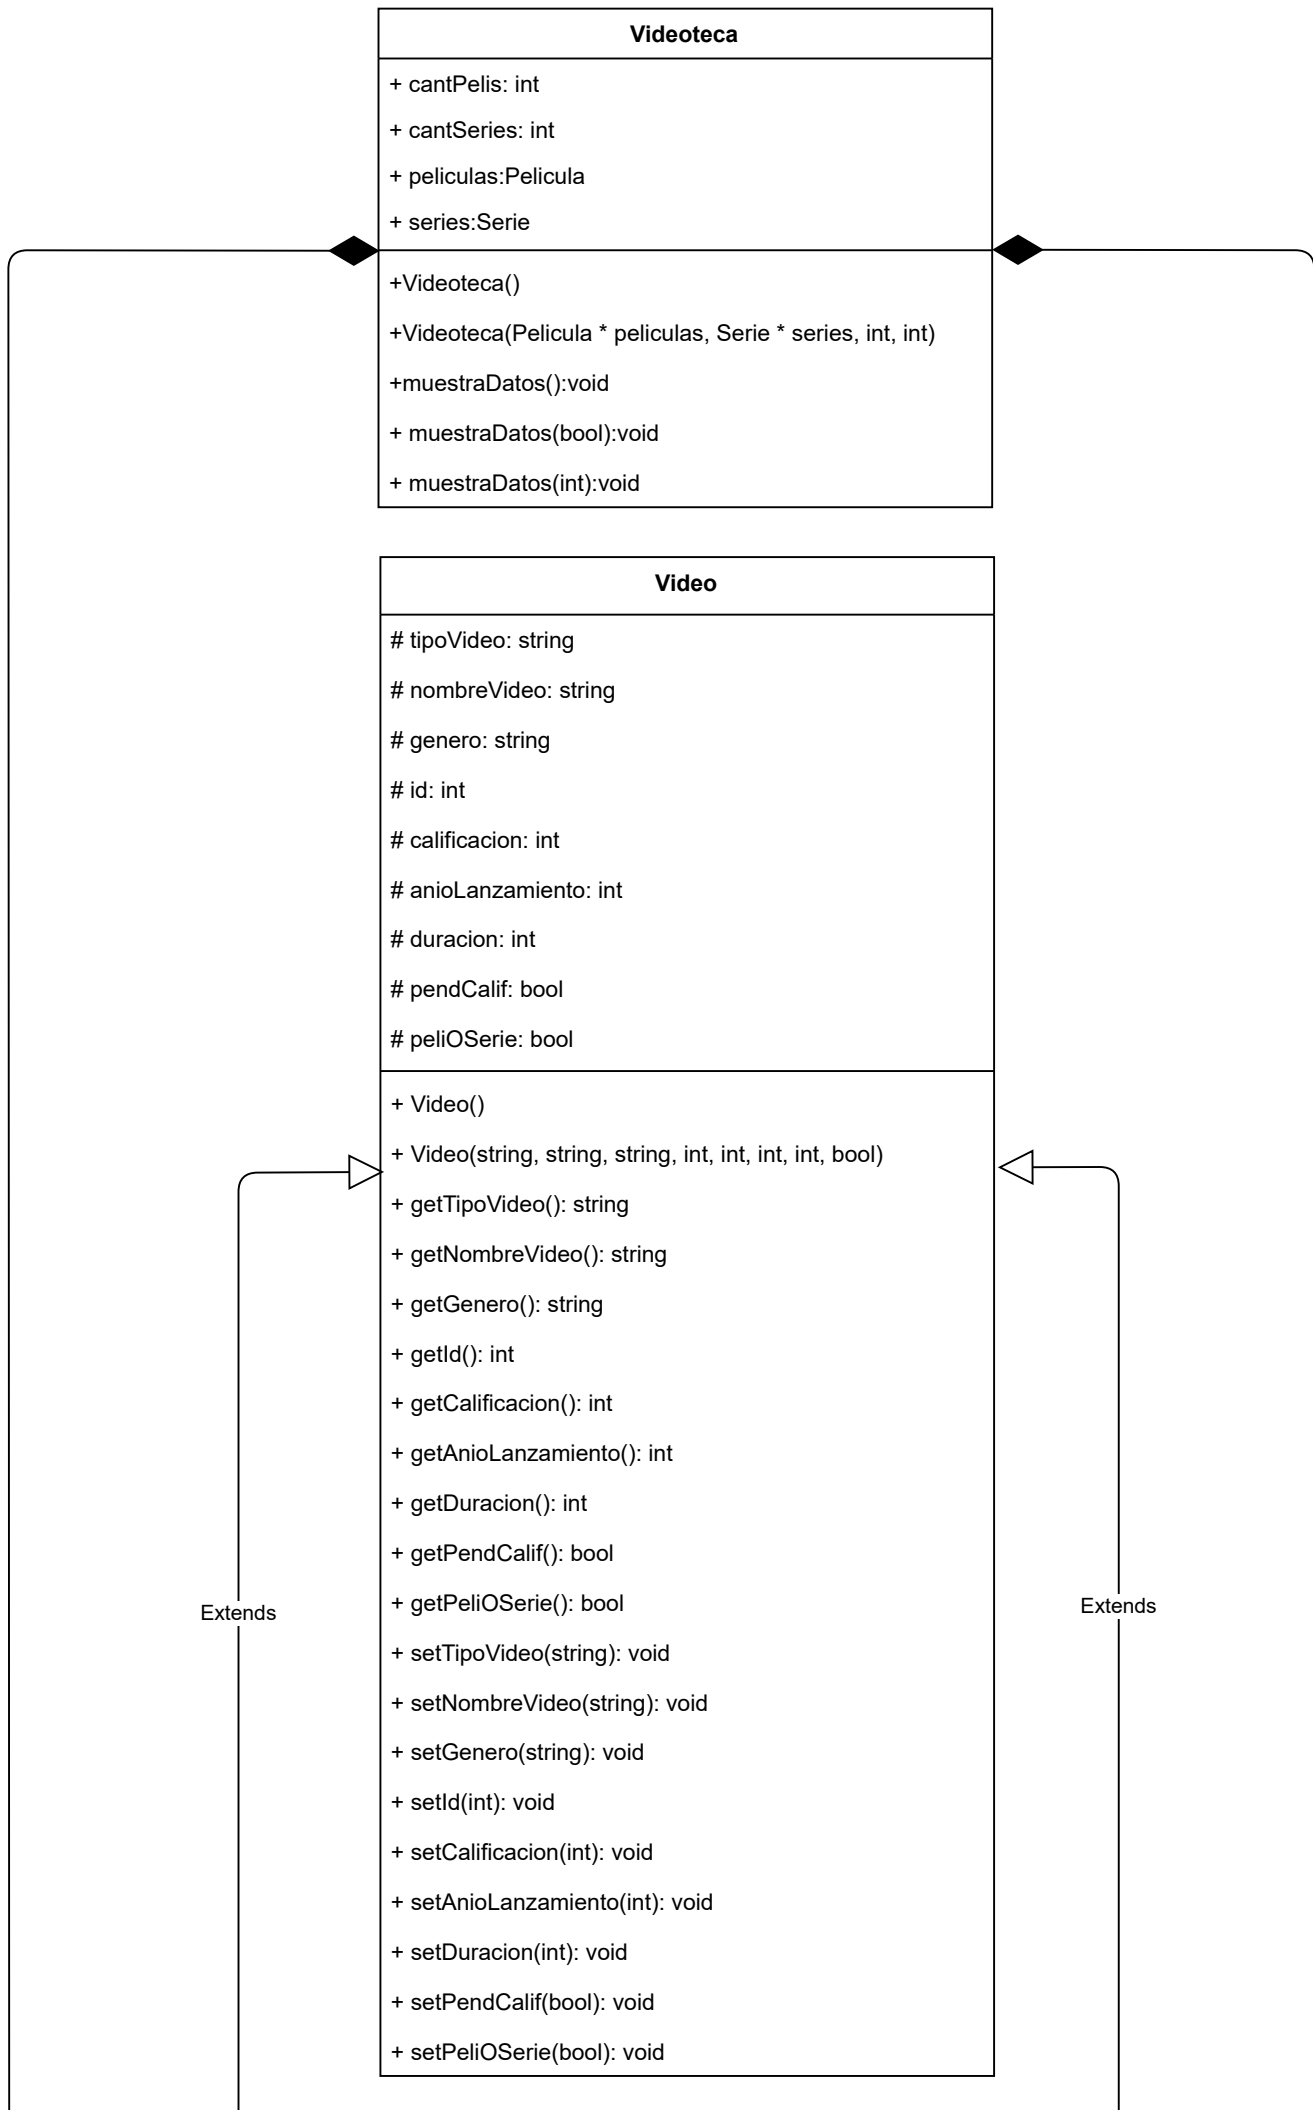 Videoteca
+ cantPelis: int
+ cantSeries: int
+ peliculas:Pelicula
+ series:Serie
+Videoteca()
+Videoteca(Pelicula * peliculas, Serie * series, int, int)
+muestraDatos():void
+ muestraDatos(bool):void
+ muestraDatos(int):void
Video
# tipoVideo: string
# nombreVideo: string
# genero: string
# id: int
# calificacion: int
# anioLanzamiento: int
# duracion: int
# pendCalif: bool
# peliOSerie: bool
+ Video()
+ Video(string, string, string, int, int, int, int, bool)
+ getTipoVideo(): string
+ getNombreVideo(): string
+ getGenero(): string
+ getId(): int
+ getCalificacion(): int
+ getAnioLanzamiento(): int
+ getDuracion(): int
+ getPendCalif(): bool
+ getPeliOSerie(): bool
+ setTipoVideo(string): void
+ setNombreVideo(string): void
+ setGenero(string): void
+ setId(int): void
+ setCalificacion(int): void
+ setAnioLanzamiento(int): void
+ setDuracion(int): void
+ setPendCalif(bool): void
+ setPeliOSerie(bool): void
Extends
Extends